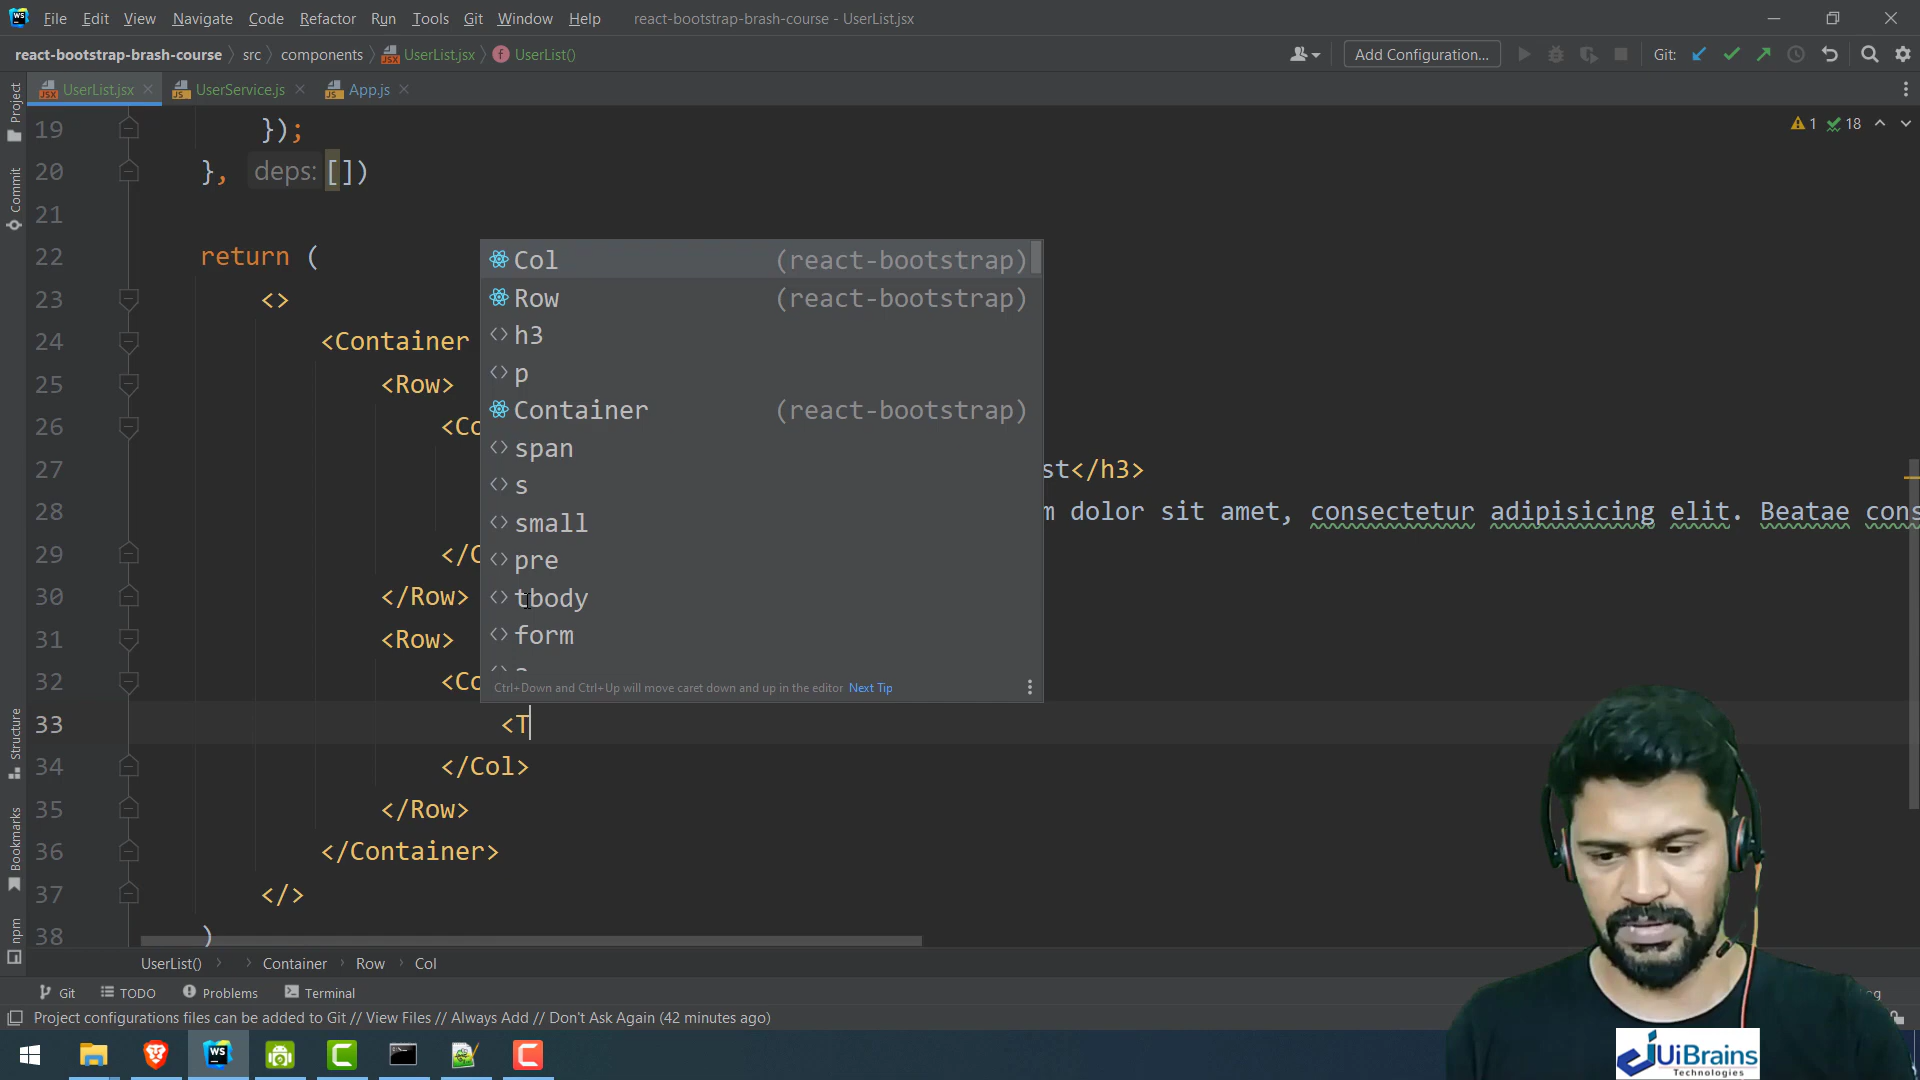 File Edit View Navigate Code Refactor Run Tools Git Window Help react-bootstrap-brash-course - UserList.jsx
react-bootstrap-brash-course src components UserList.jsx UserList() Add Configuration... Git:
UserList.jsx UserService.js App.js
Project
Commit
Structure
Bookmarks
npm
1 18
19 });
20 }, deps: [])
21
22 return (
23 <>
24 <Container
25 <Row>
26 <Co
27 st</h3>
28 m dolor sit amet, consectetur adipisicing elit. Beatae cons
29 </C
30 </Row>
31 <Row>
32 <Co
33 <T
34 </Col>
35 </Row>
36 </Container>
37 </>
38 )
Col (react-bootstrap)
Row (react-bootstrap)
h3
p
Container (react-bootstrap)
span
s
small
pre
tbody
form
Ctrl+Down and Ctrl+Up will move caret down and up in the editor Next Tip
UserList() Container Row Col
Git TODO Problems Terminal
Project configurations files can be added to Git // View Files // Always Add // Don't Ask Again (42 minutes ago)
UiBrains
Technologies